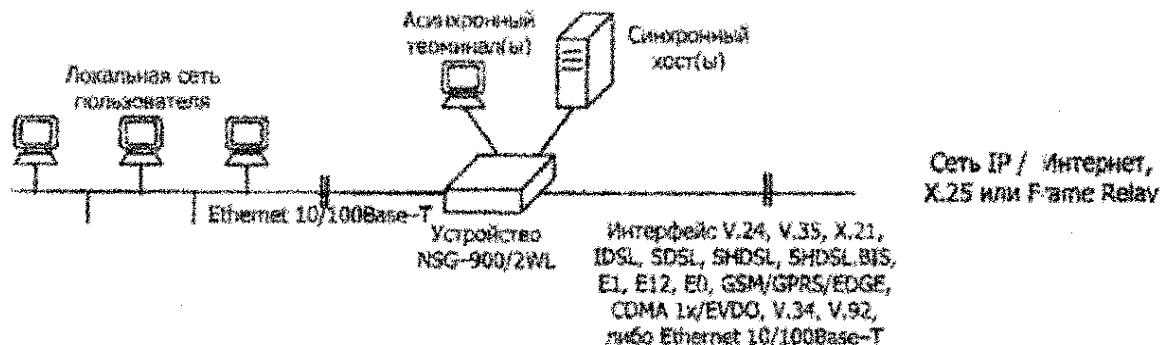 Асинхронный
терминал(ы)
Синхронный
хост(ы)
Локальная сеть
пользователя
Сеть IP / Интернет,
X.25 или Frame Relay
Ethernet 10/100Base-T
Устройство
NSG-900/2WL
Интерфейс V.24, V.35, X.21,
IDSL, SDSL, SHDSL, SHDSL.BIS,
E1, E12, E0, GSM/GPRS/EDGE,
CDMA 1x/EVDO, V.34, V.92,
либо Ethernet 10/100Base-T